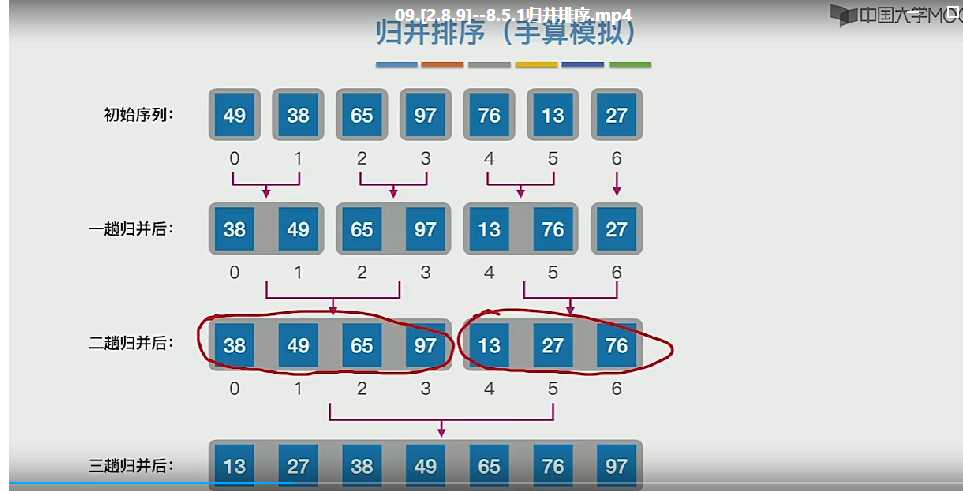 09.[2.8.9]--8.5.1归并排序.mp4
中国大学MOO
归并排序（手算模拟）
初始序列： 49 38 65 97 76 13 27
0 1 2 3 4 5 6
一趟归并后： 38 49 65 97 13 76 27
0 1 2 3 4 5 6
二趟归并后： 38 49 65 97 13 27 76
0 1 2 3 4 5 6
三趟归并后： 13 27 38 49 65 76 97